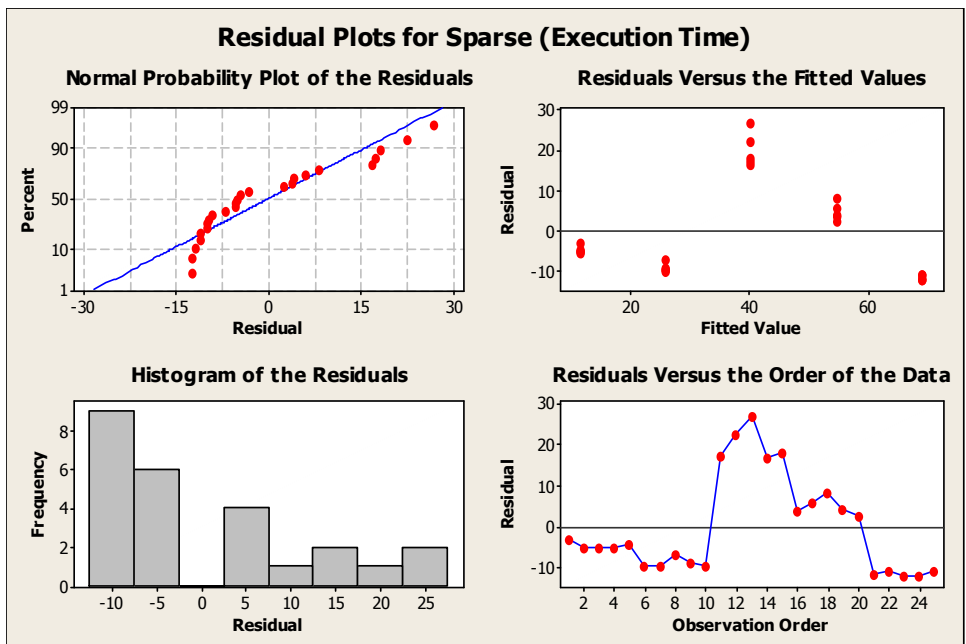 Residual Plots for Sparse (Execution Time)
Normal Probability Plot of the Residuals
99
90
50
10
1
Percent
-30 -15 0 15 30
Residual
Residuals Versus the Fitted Values
30
20
10
0
-10
Residual
20 40 60
Fitted Value
Histogram of the Residuals
8
6
4
2
0
Frequency
-10 -5 0 5 10 15 20 25
Residual
Residuals Versus the Order of the Data
30
20
10
0
-10
Residual
2 4 6 8 10 12 14 16 18 20 22 24
Observation Order